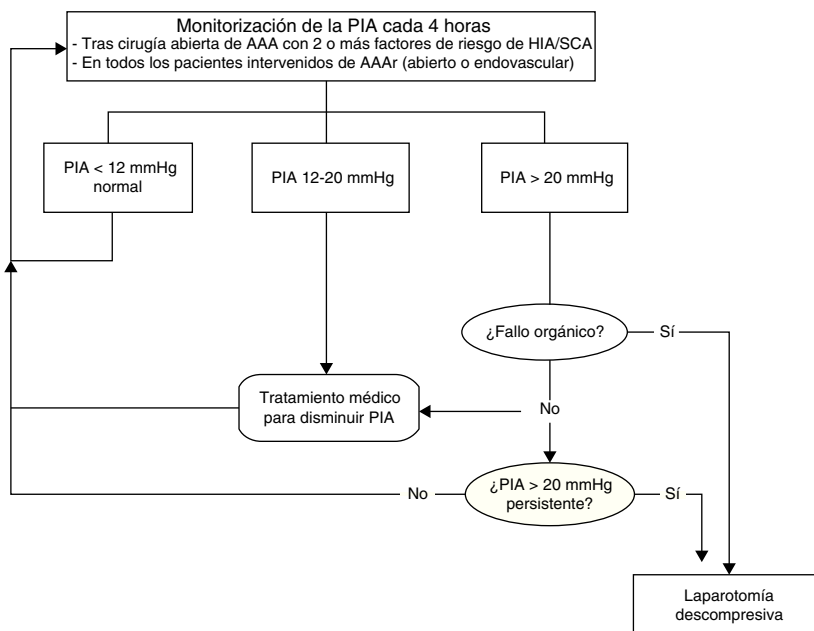 Monitorización de la PIA cada 4 horas
- Tras cirugía abierta de AAA con 2 o más factores de riesgo de HIA/SCA
- En todos los pacientes intervenidos de AAAr (abierto o endovascular)
PIA < 12 mmHg
normal
PIA 12-20 mmHg
PIA > 20 mmHg
¿Fallo orgánico?
Sí
Tratamiento médico
para disminuir PIA
No
¿PIA > 20 mmHg
persistente?
No
Sí
Laparotomía
descompresiva